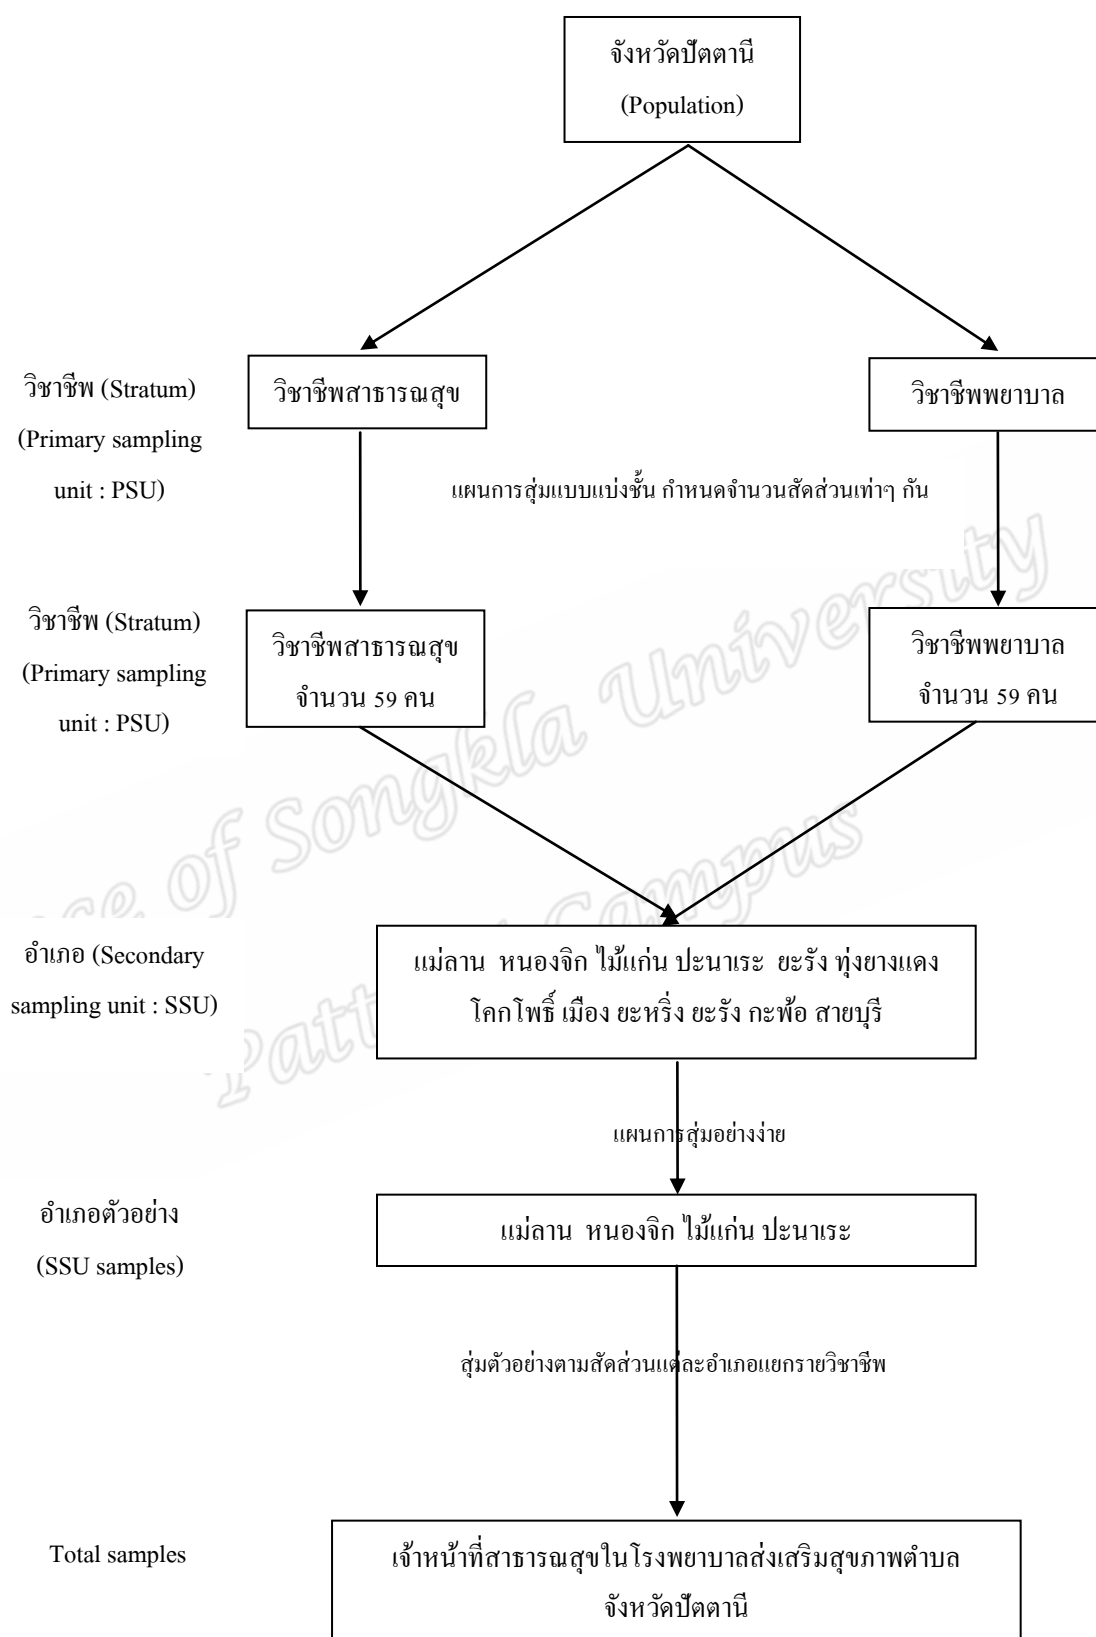 จังหวัดปัตตานี
(Population)
วิชาชีพ (Stratum)
(Primary sampling
unit : PSU)
วิชาชีพสาธารณสุข
วิชาชีพพยาบาล
แผนการสุ่มแบบแบ่งชั้น กำหนดจำนวนสัดส่วนเท่าๆ กัน
วิชาชีพ (Stratum)
(Primary sampling
unit : PSU)
วิชาชีพสาธารณสุข
จำนวน 59 คน
วิชาชีพพยาบาล
จำนวน 59 คน
อำเภอ (Secondary
sampling unit : SSU)
แม่ลาน หนองจิก ไม้แก่น ปะนาเระ ยะรัง ทุ่งยางแดง
โคกโพธิ์ เมือง ยะหริ่ง ยะรัง กะพ้อ สายบุรี
แผนการสุ่มอย่างง่าย
อำเภอตัวอย่าง
(SSU samples)
แม่ลาน หนองจิก ไม้แก่น ปะนาเระ
สุ่มตัวอย่างตามสัดส่วนแต่ละอำเภอแยกรายวิชาชีพ
Total samples
เจ้าหน้าที่สาธารณสุขในโรงพยาบาลส่งเสริมสุขภาพตำบล
จังหวัดปัตตานี
of Songkla University
Campus